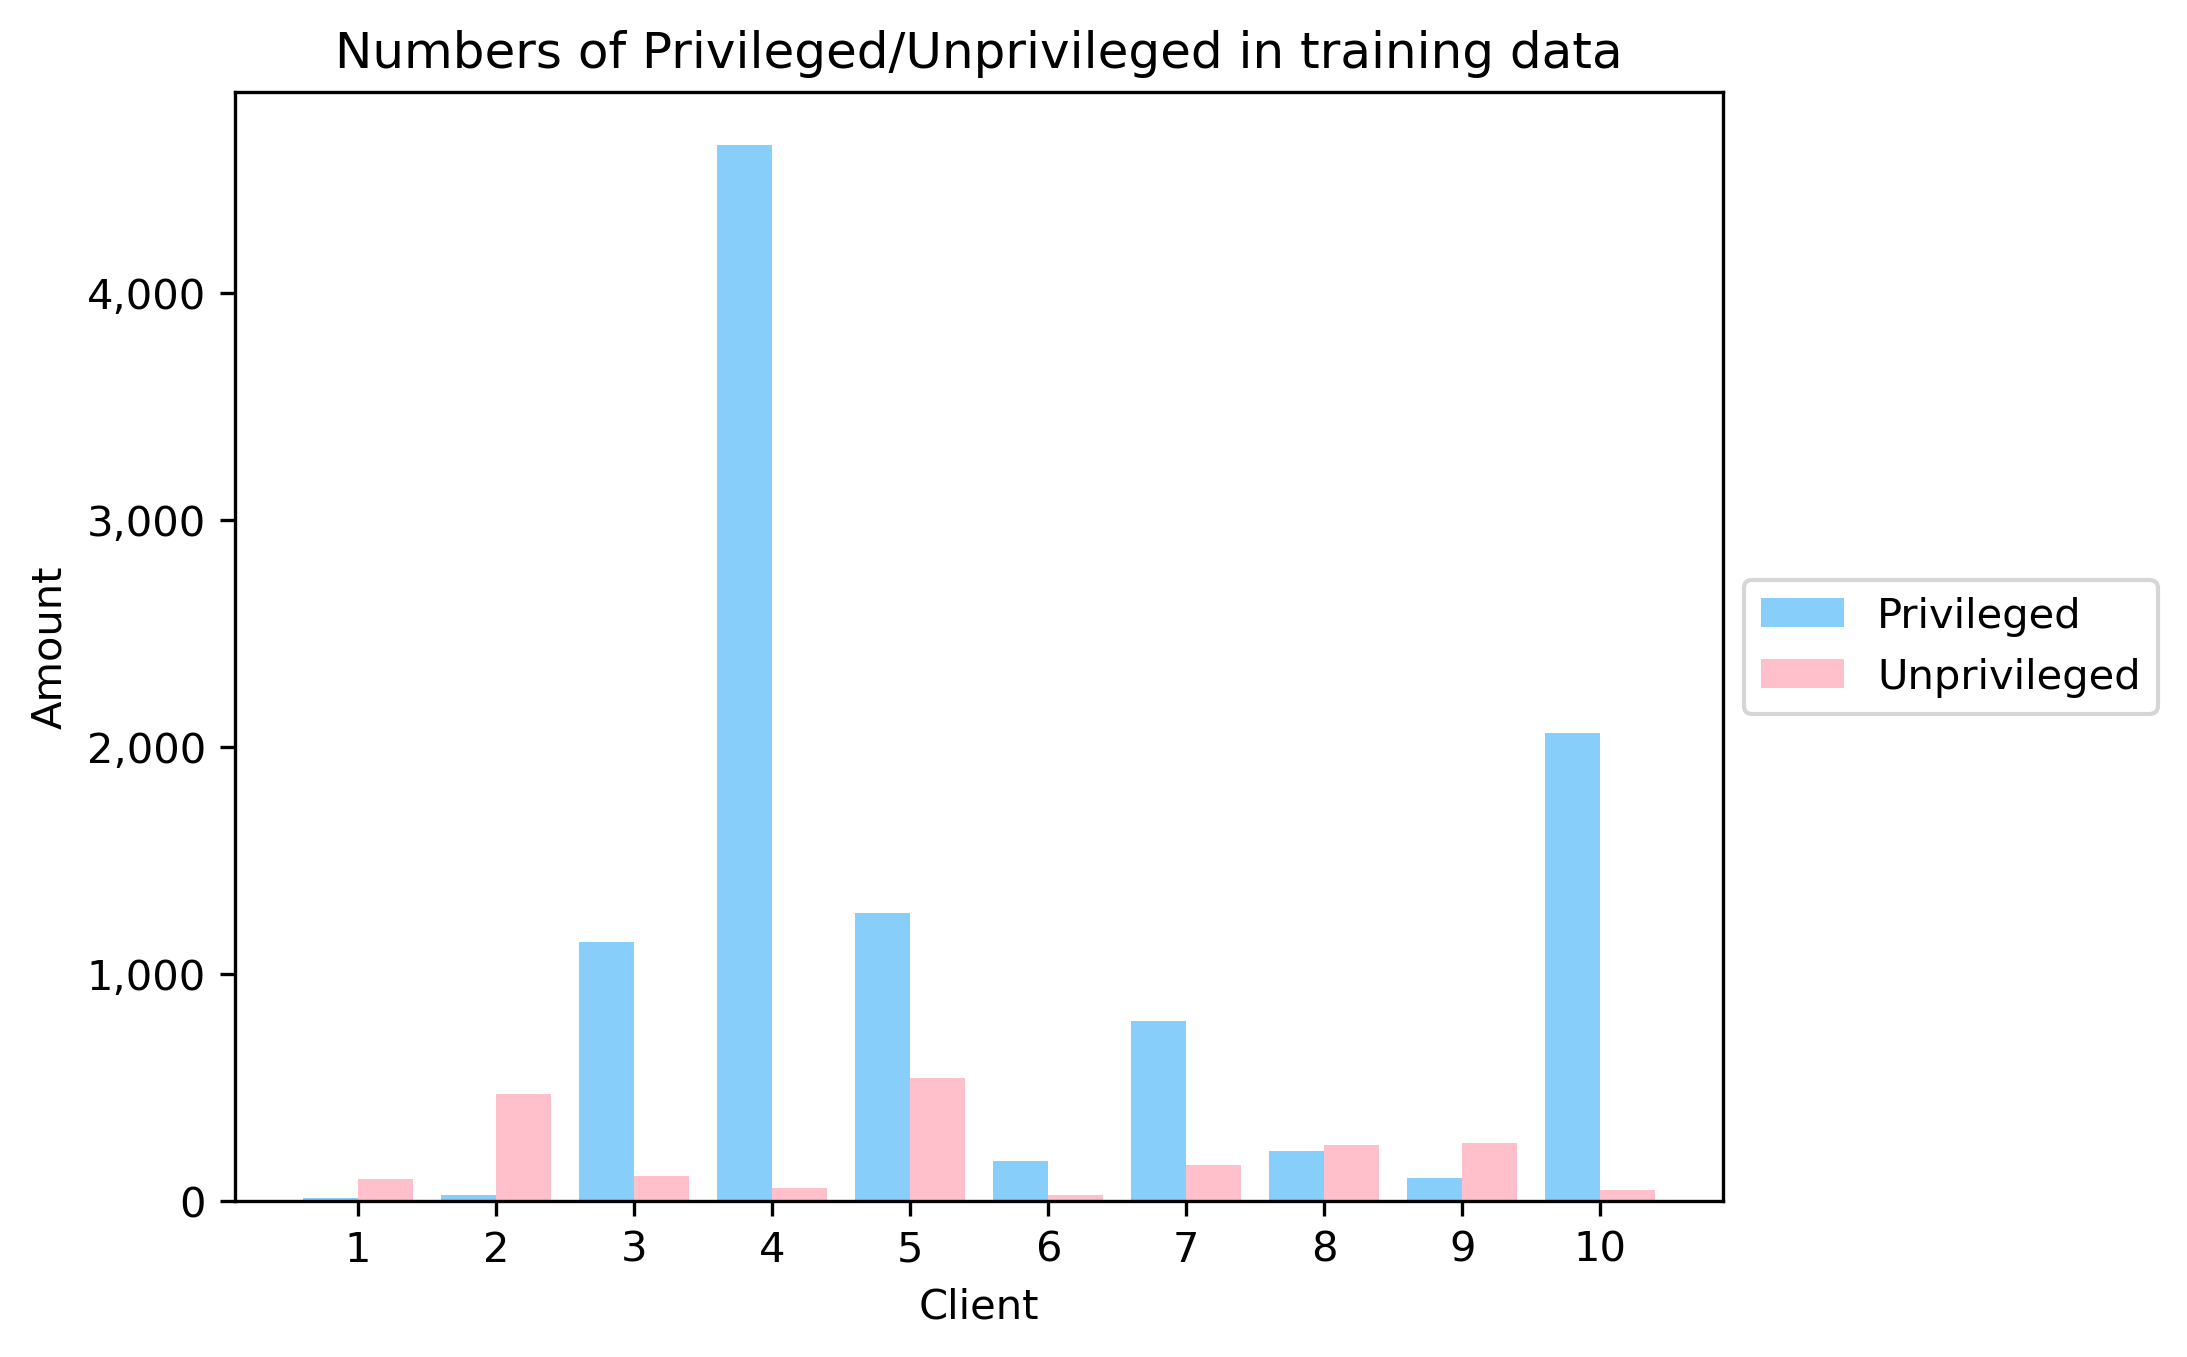 Numbers of Privileged/Unprivileged in training data
4,000
3,000
2,000
1,000
0
Amount
1 2 3 4 5 6 7 8 9 10
Client
Privileged
Unprivileged